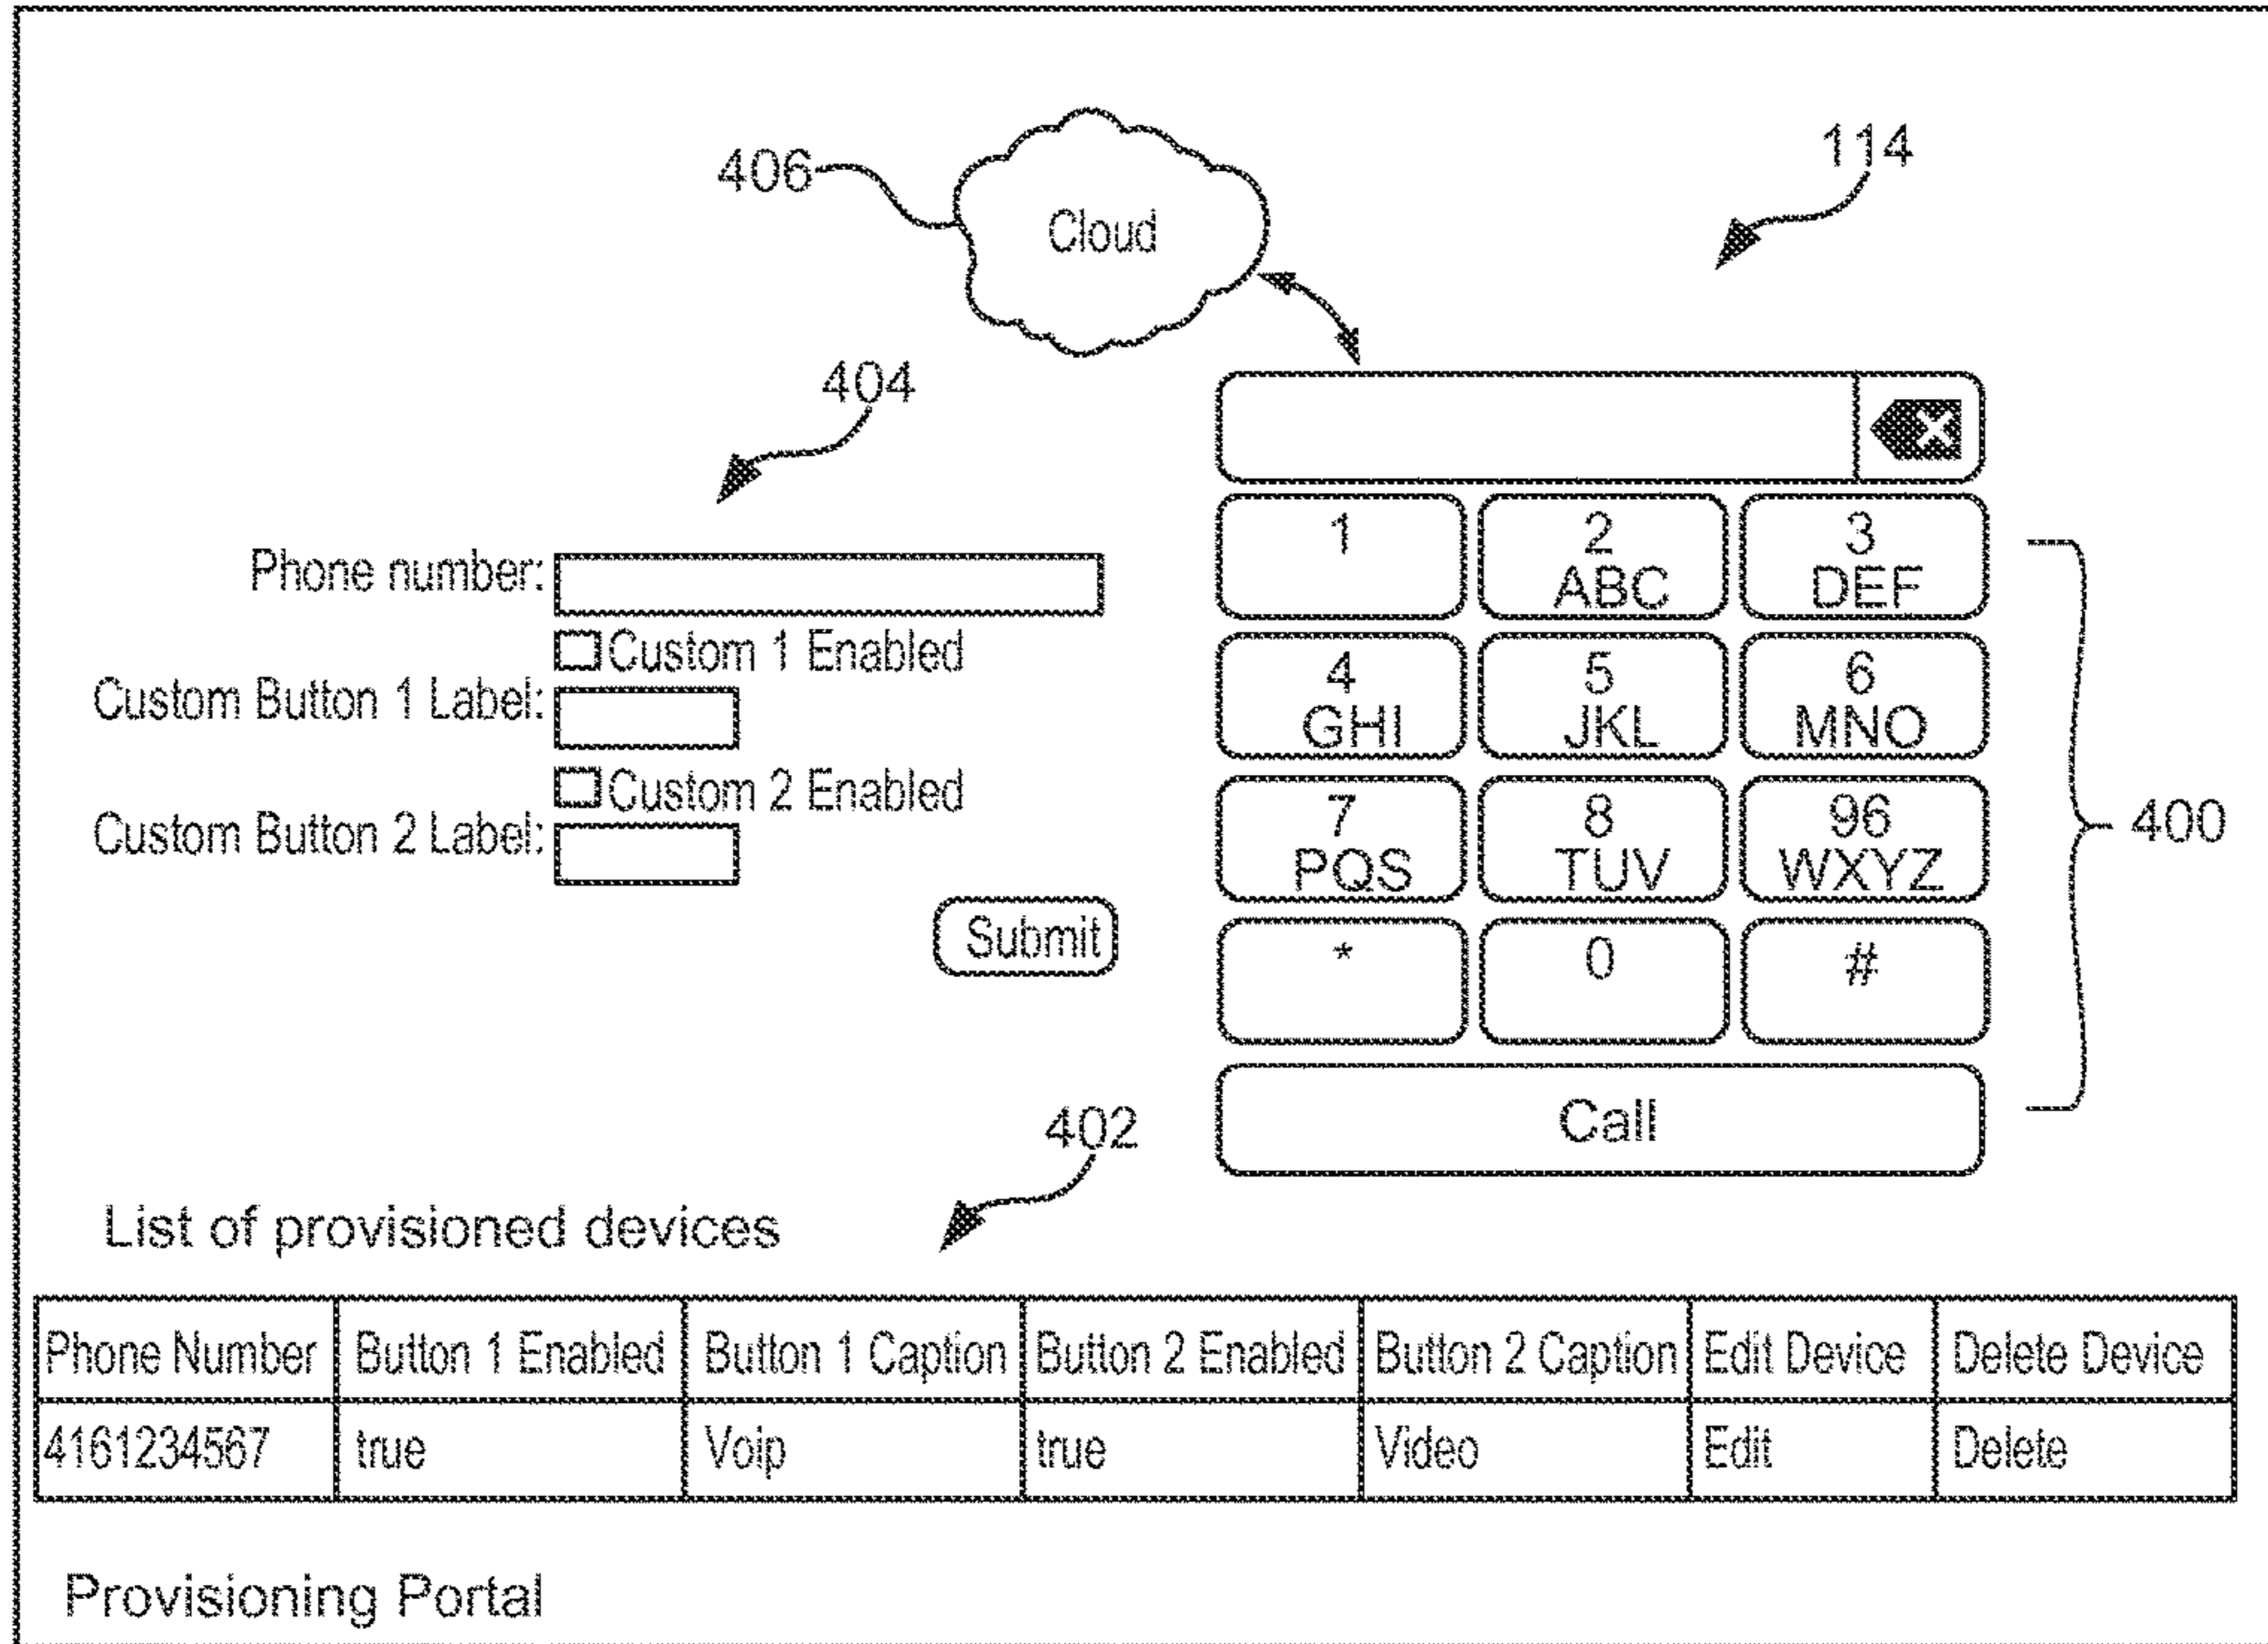 406
Cloud
114
404
Phone number:
Custom 1 Enabled
Custom Button 1 Label:
Custom 2 Enabled
Custom Button 2 Label:
Submit
1 2 3
ABC DEF
4 5 6
GHI JKL MNO
7 8 96
PQS TUV WXYZ
* 0 #
Call
400
402
List of provisioned devices
Phone Number Button 1 Enabled Button 1 Caption Button 2 Enabled Button 2 Caption Edit Device Delete Device
4161234567 true Voip true Video Edit Delete
Provisioning Portal